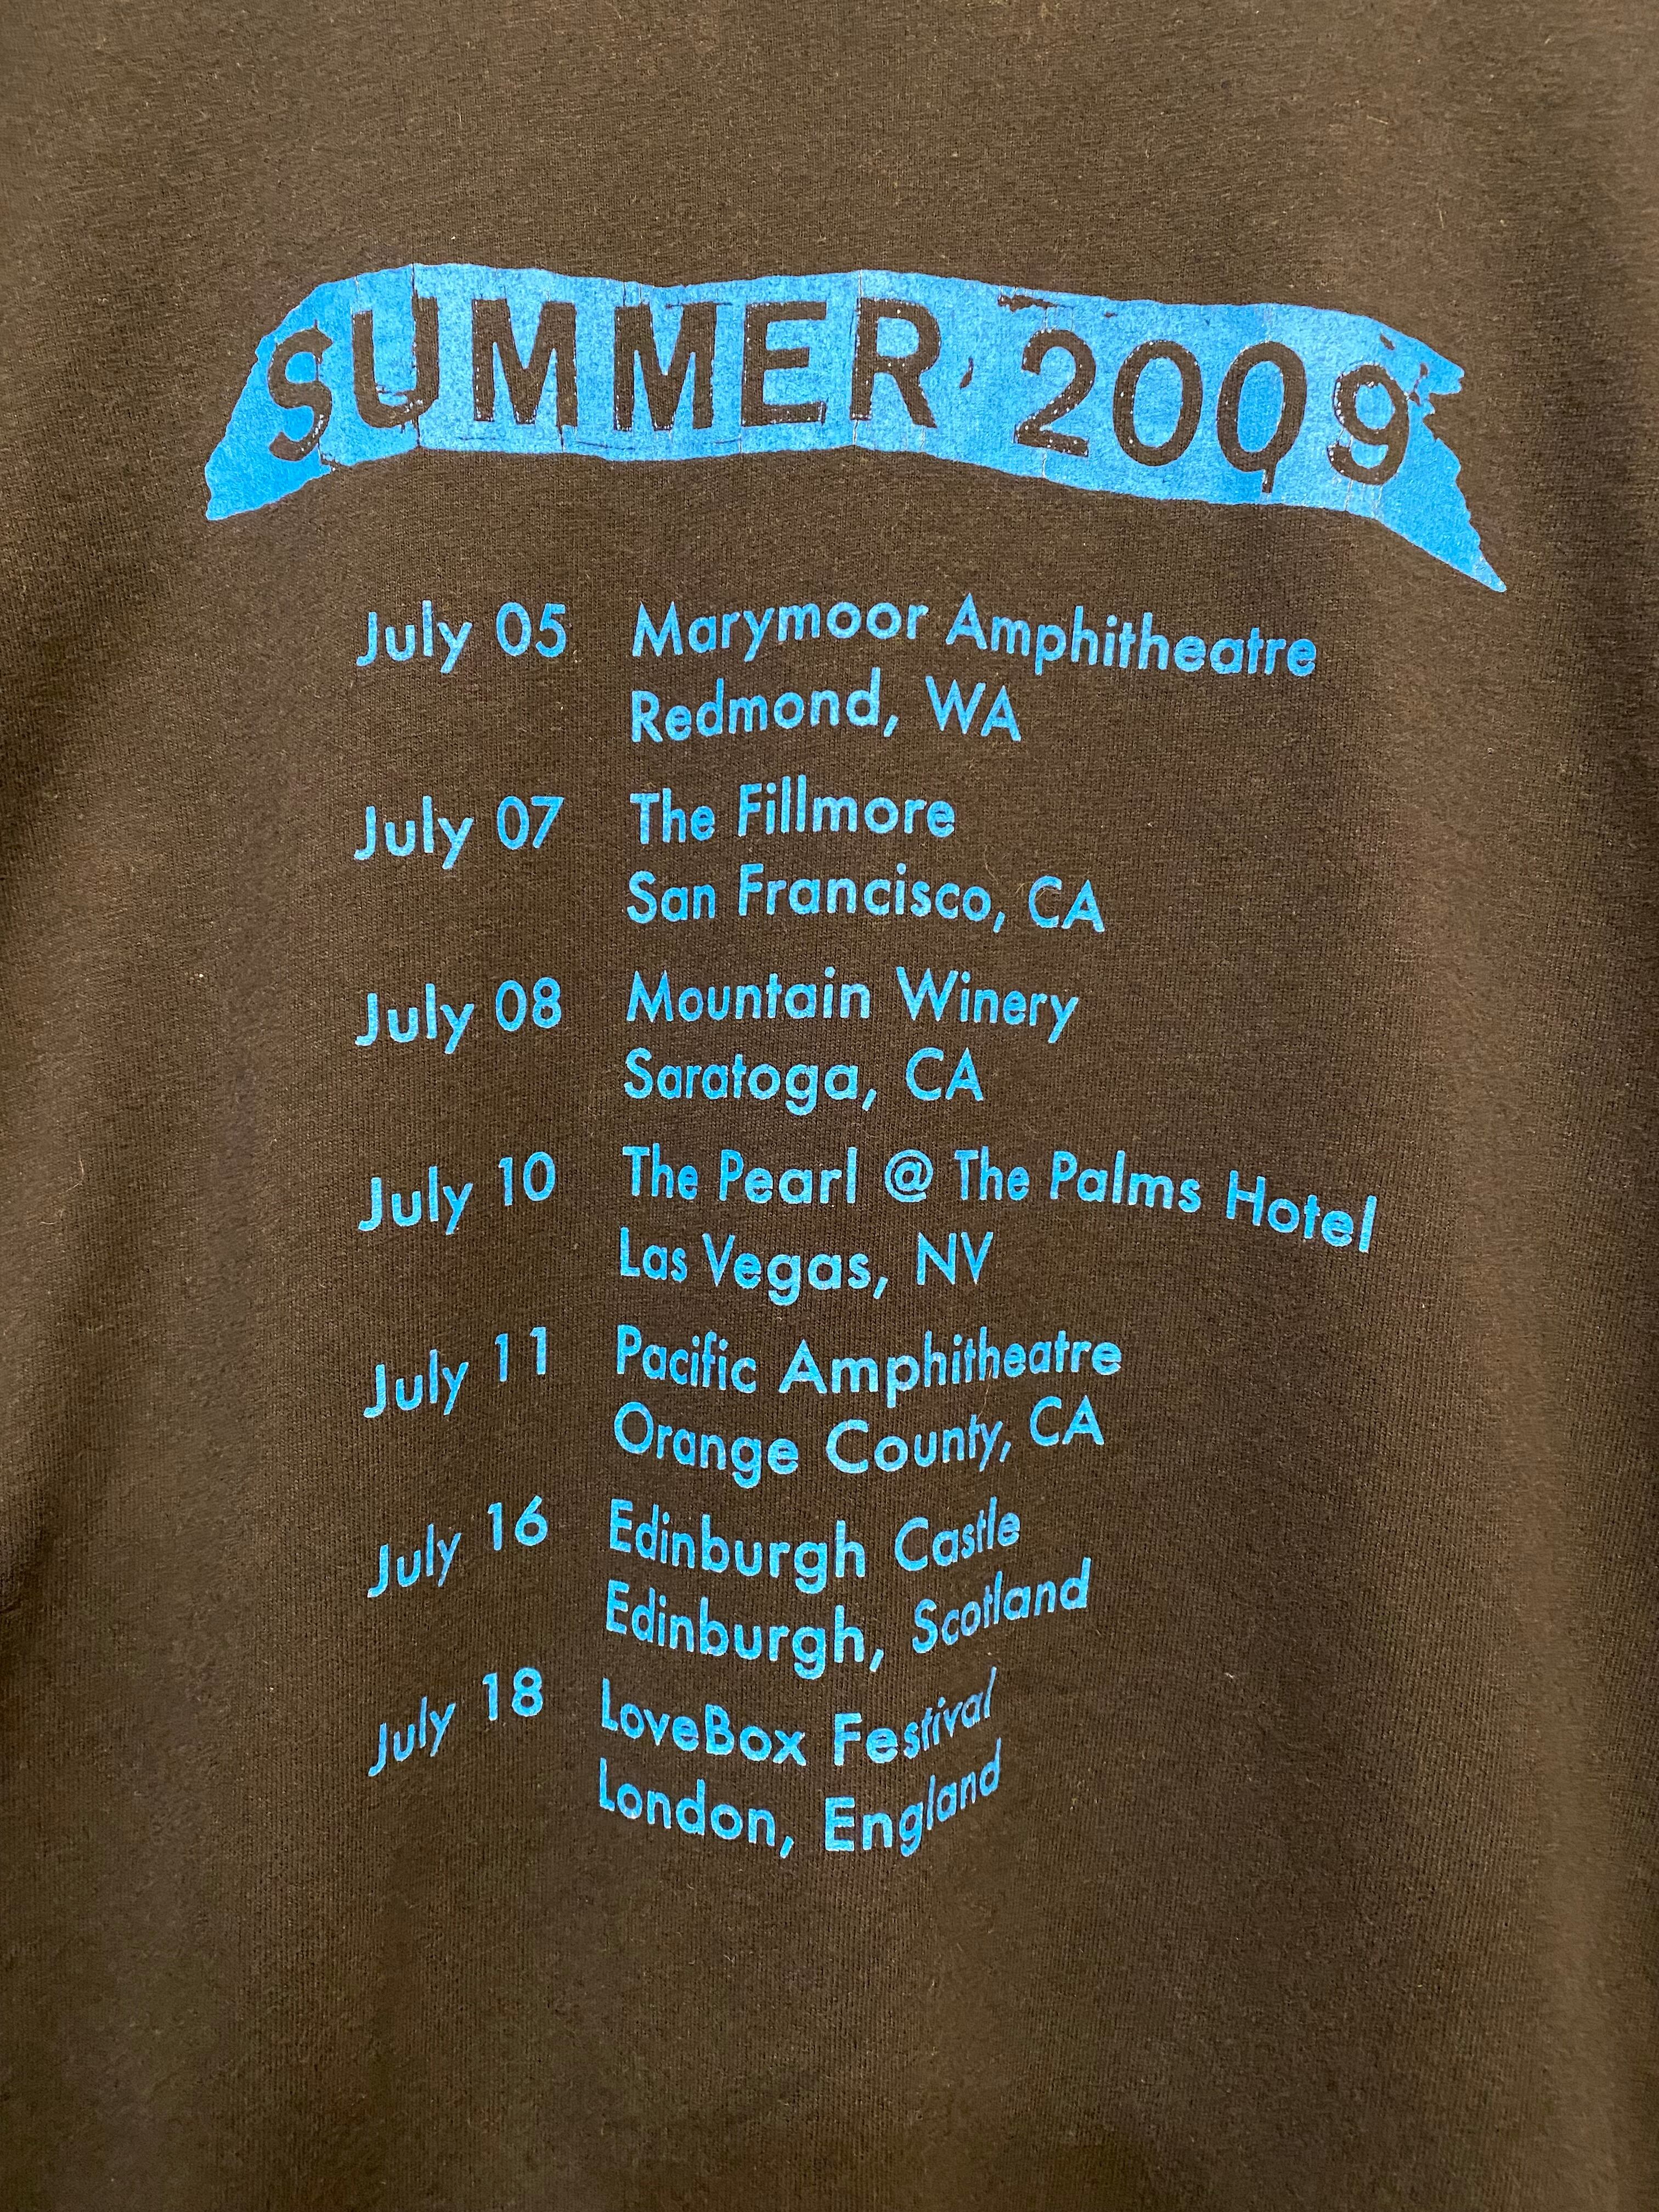 SUMMER 2009
July 05 Marymoor Amphitheatre
Redmond, WA
July 07 The Fillmore
San Francisco, CA
July 08 Mountain Winery
Saratoga, CA
July 10 The Pearl @ The Palms Hotel
Las Vegas, NV
July 11 Pacific Amphitheatre
Orange County, CA
July 16 Edinburgh Castle
Edinburgh, Scotland
July 18 LoveBox Festival
London, England